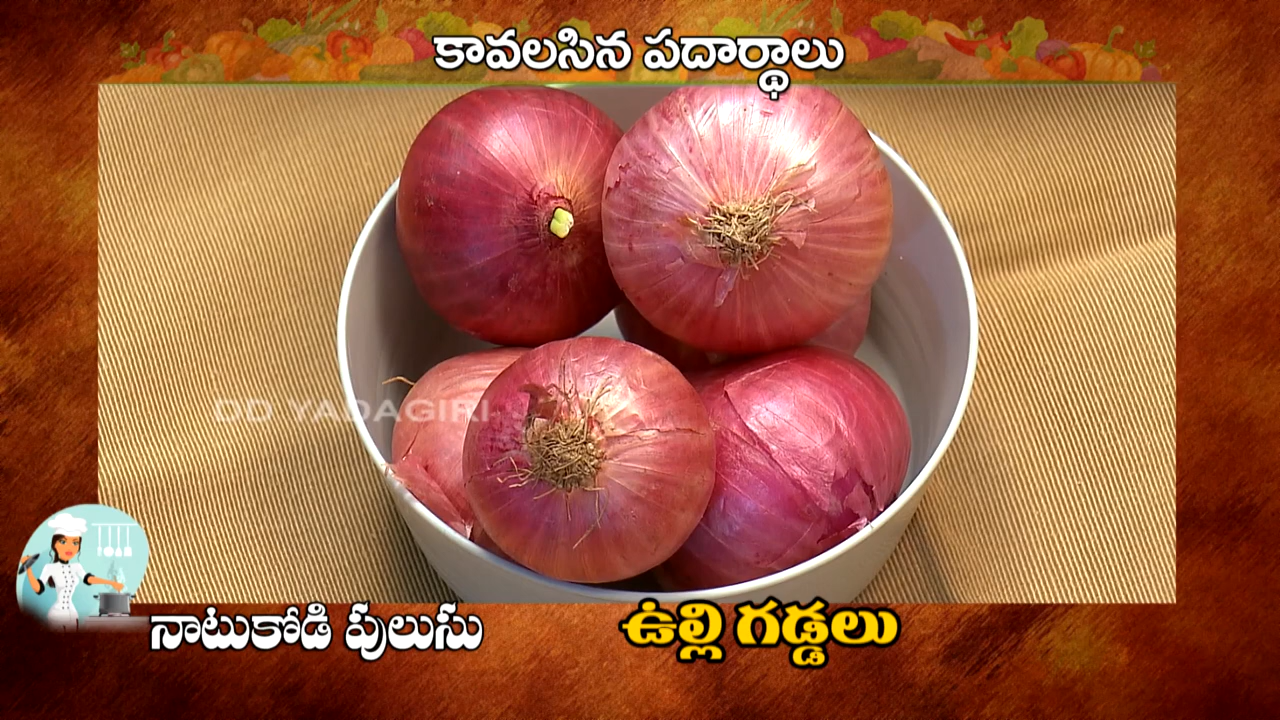 కావలసిన పదార్థాలు
DD YADAGIRI
నాటుకోడి పులుసు
ఉల్లి గడ్డలు